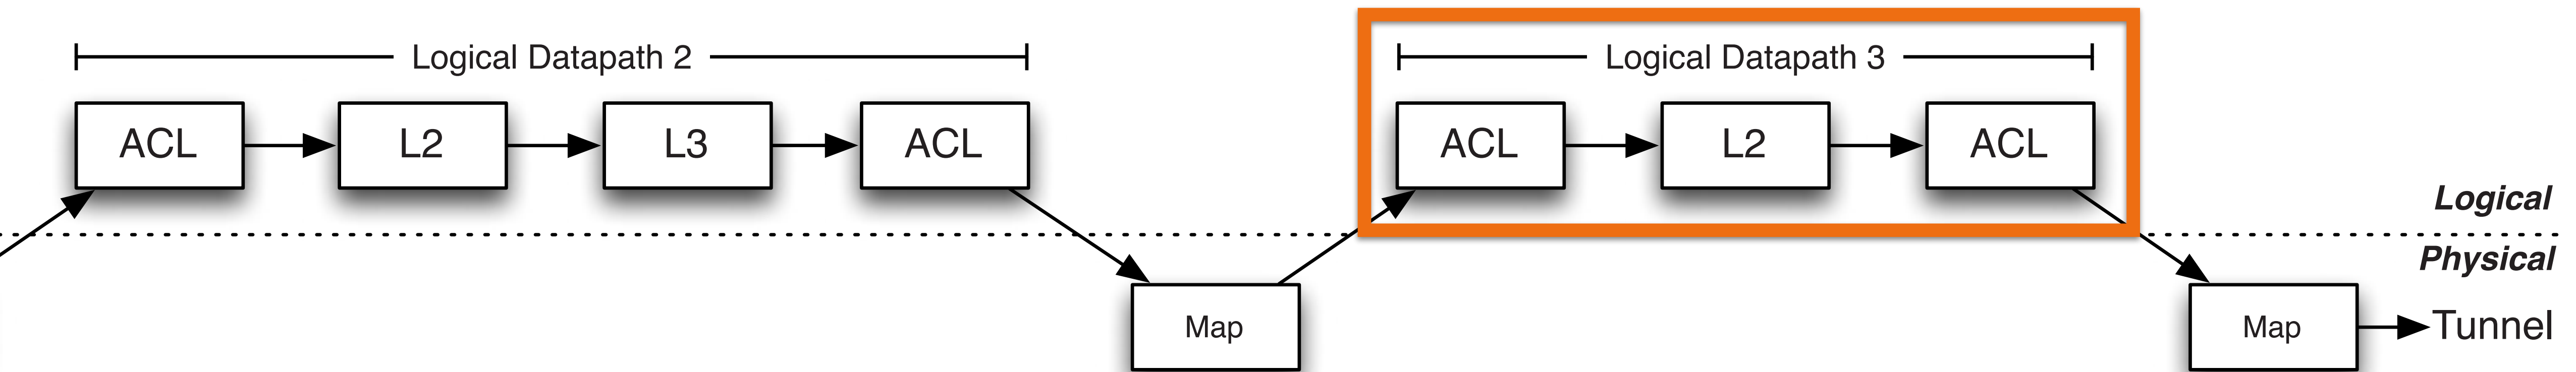 Logical Datapath 2
Logical Datapath 3
ACL
L2
L3
ACL
ACL
L2
ACL
Logical
Physical
Map
Map
Tunnel